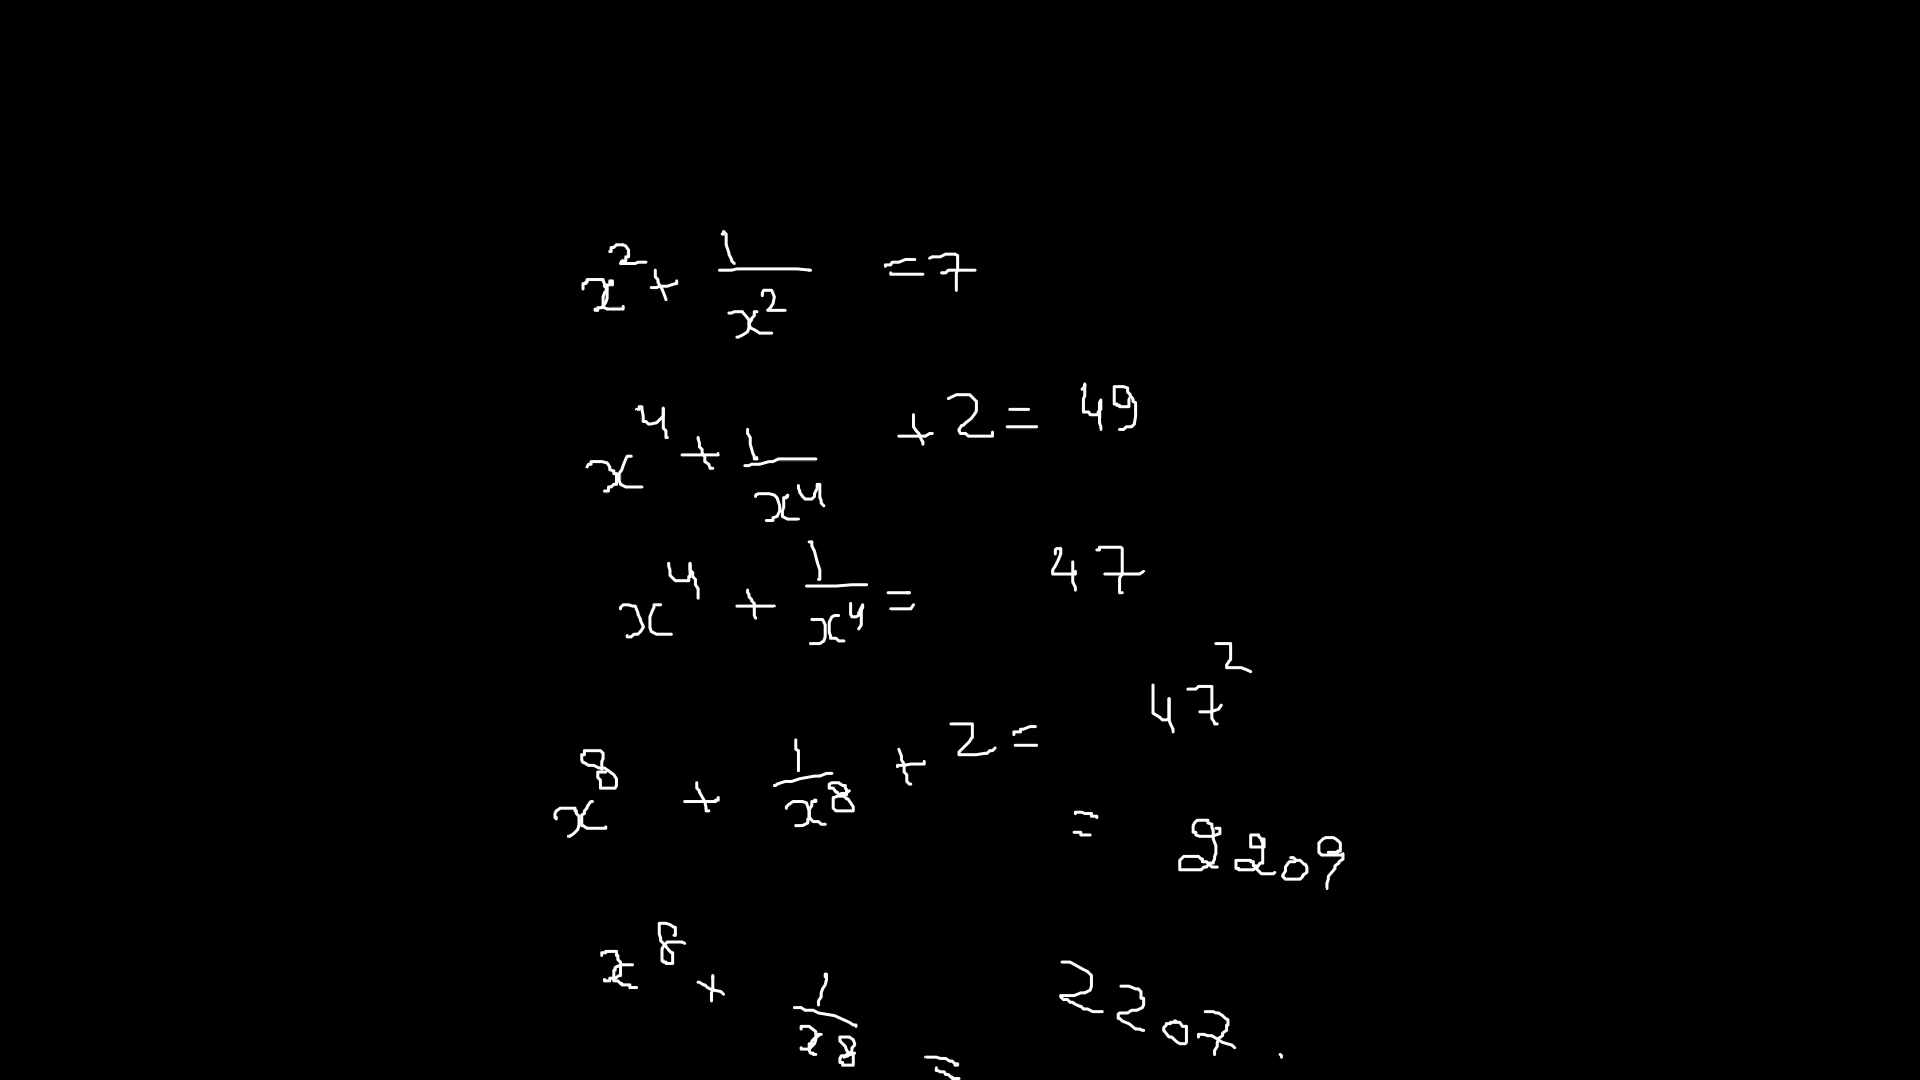 x² + 1/x² = 7
x⁴ + 1/x⁴ + 2 = 49
x⁴ + 1/x⁴ = 47
x⁸ + 1/x⁸ + 2 = 47²
= 2209
x⁸ + 1/x⁸ = 2207.